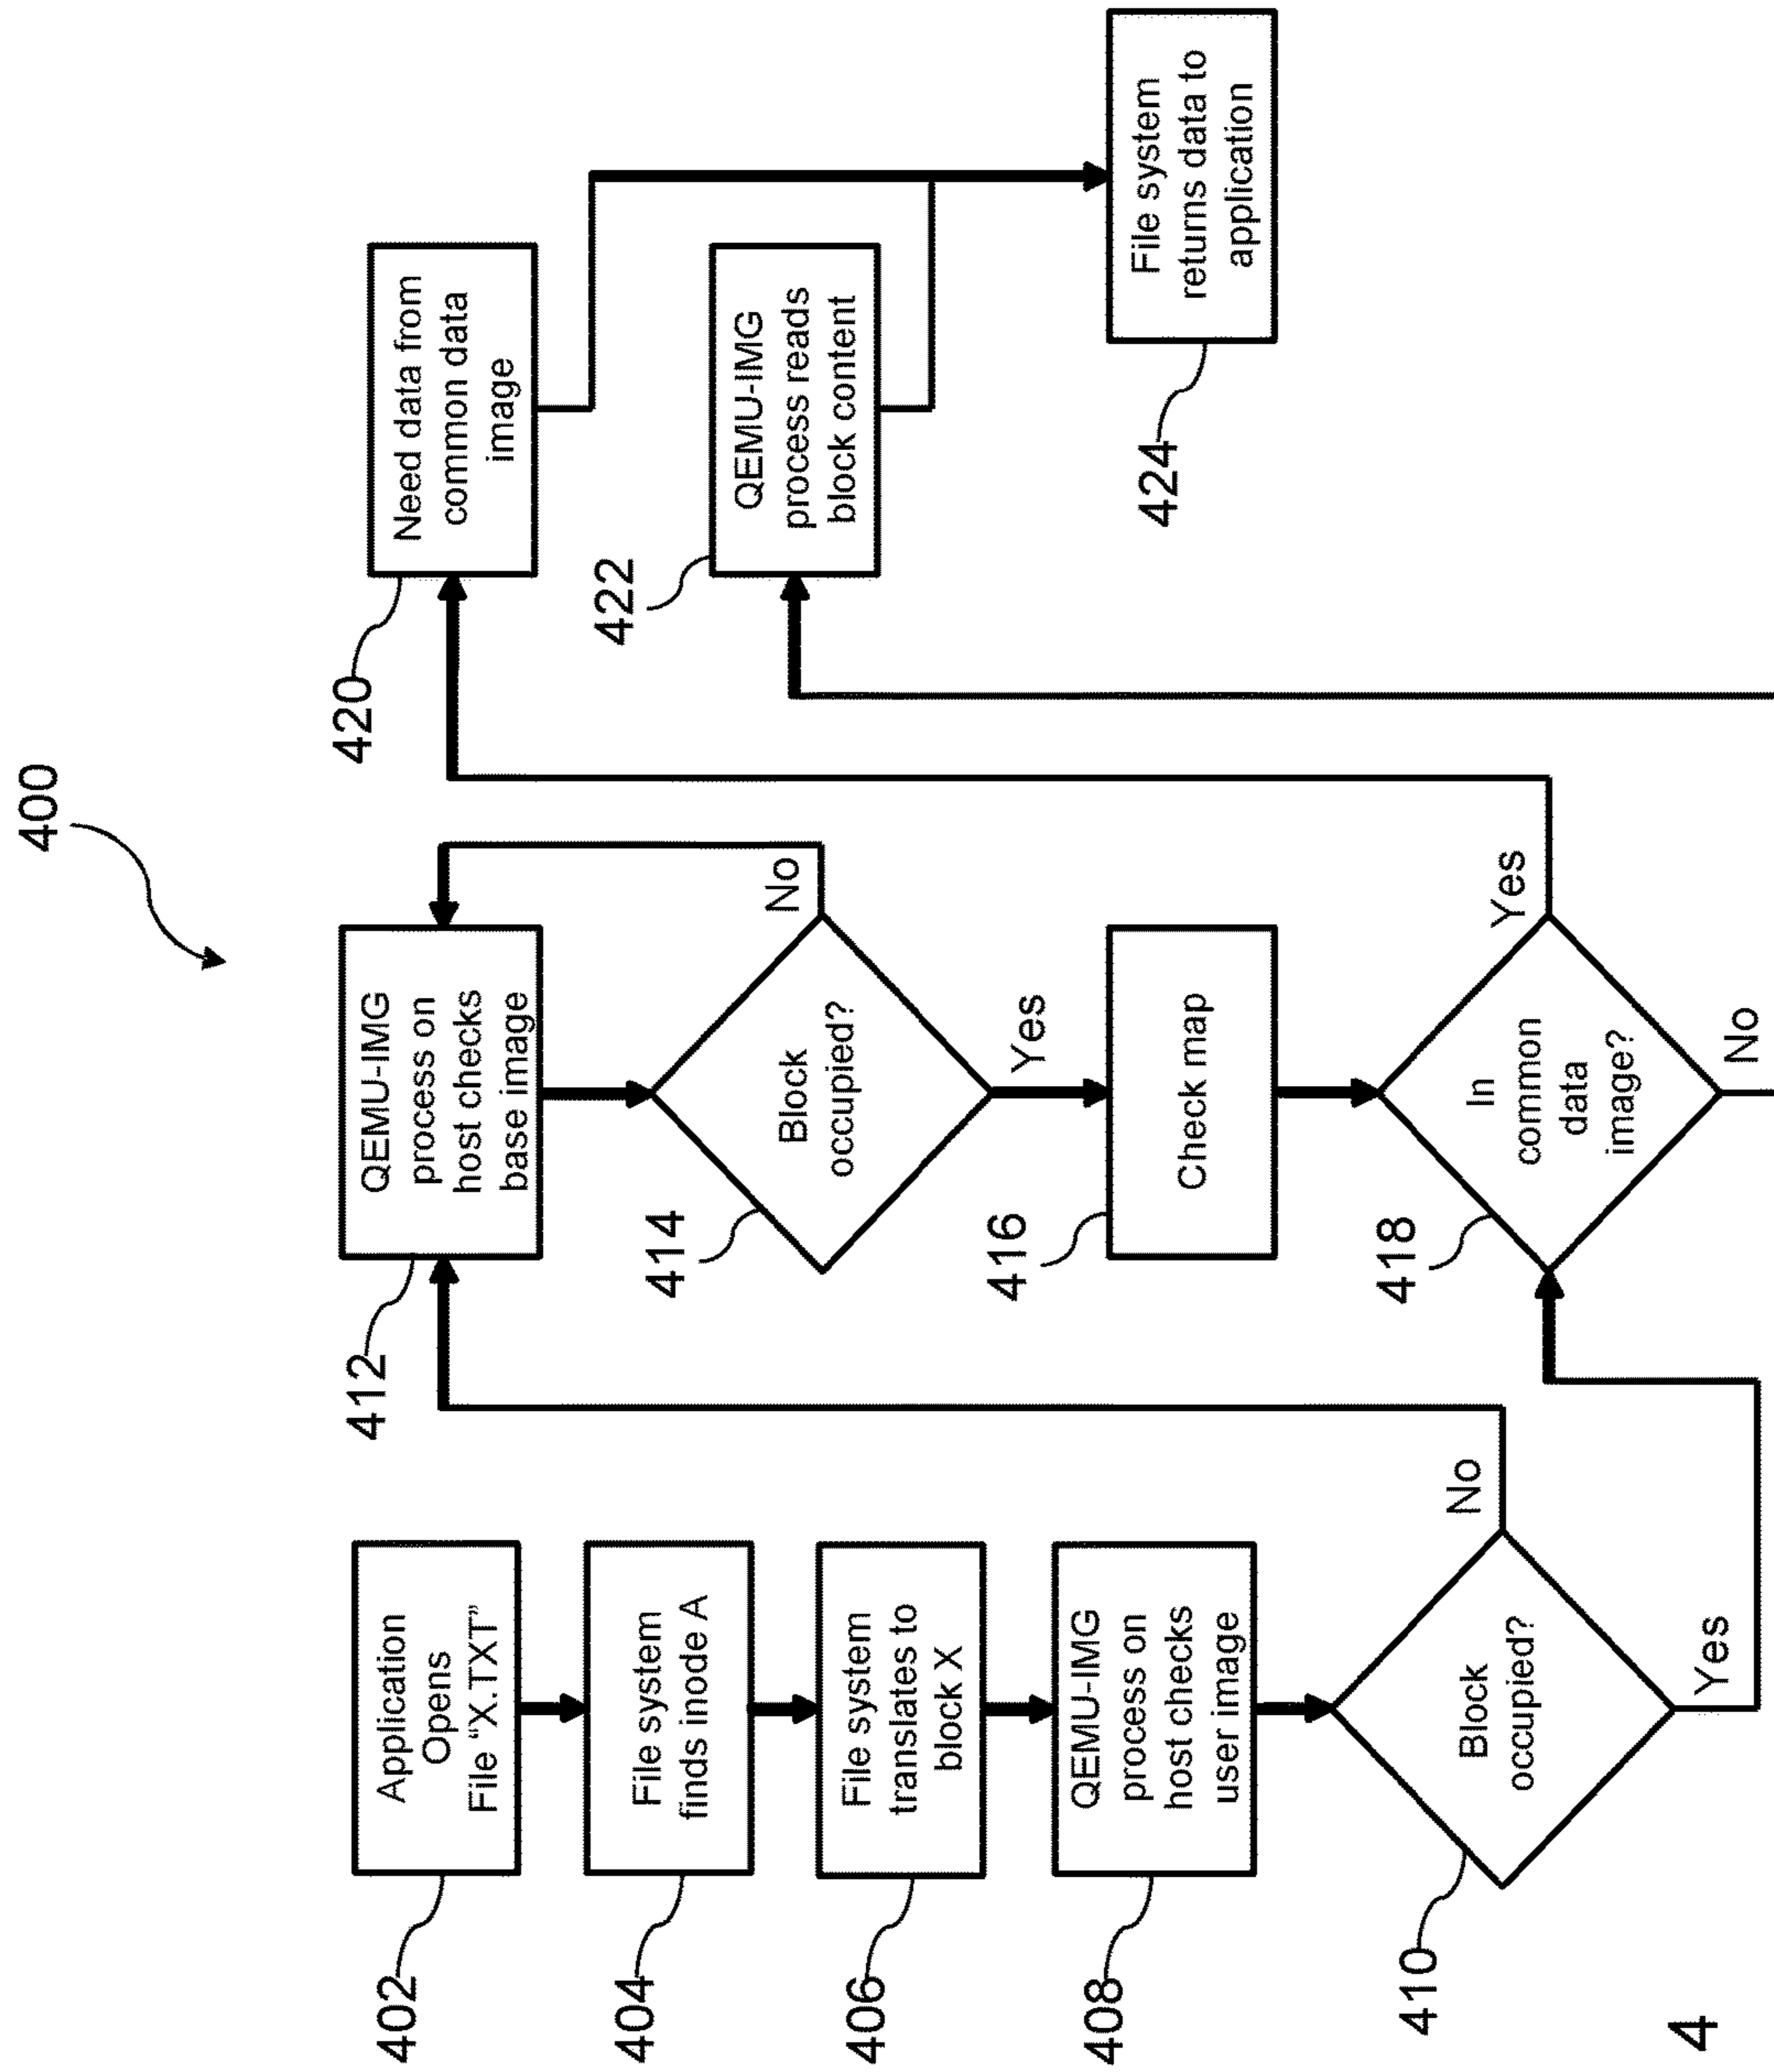 400
402
Application
Opens
File “X.TXT”
404
File system
finds inode A
406
File system
translates to
block X
408
QEMU-IMG
process on
host checks
user image
410
Block
occupied?
No
Yes
412
QEMU-IMG
process on
host checks
base image
414
Block
occupied?
No
Yes
416
Check map
418
In
common
data
image?
Yes
No
420
Need data from
common data
image
422
QEMU-IMG
process reads
block content
424
File system
returns data to
application
4